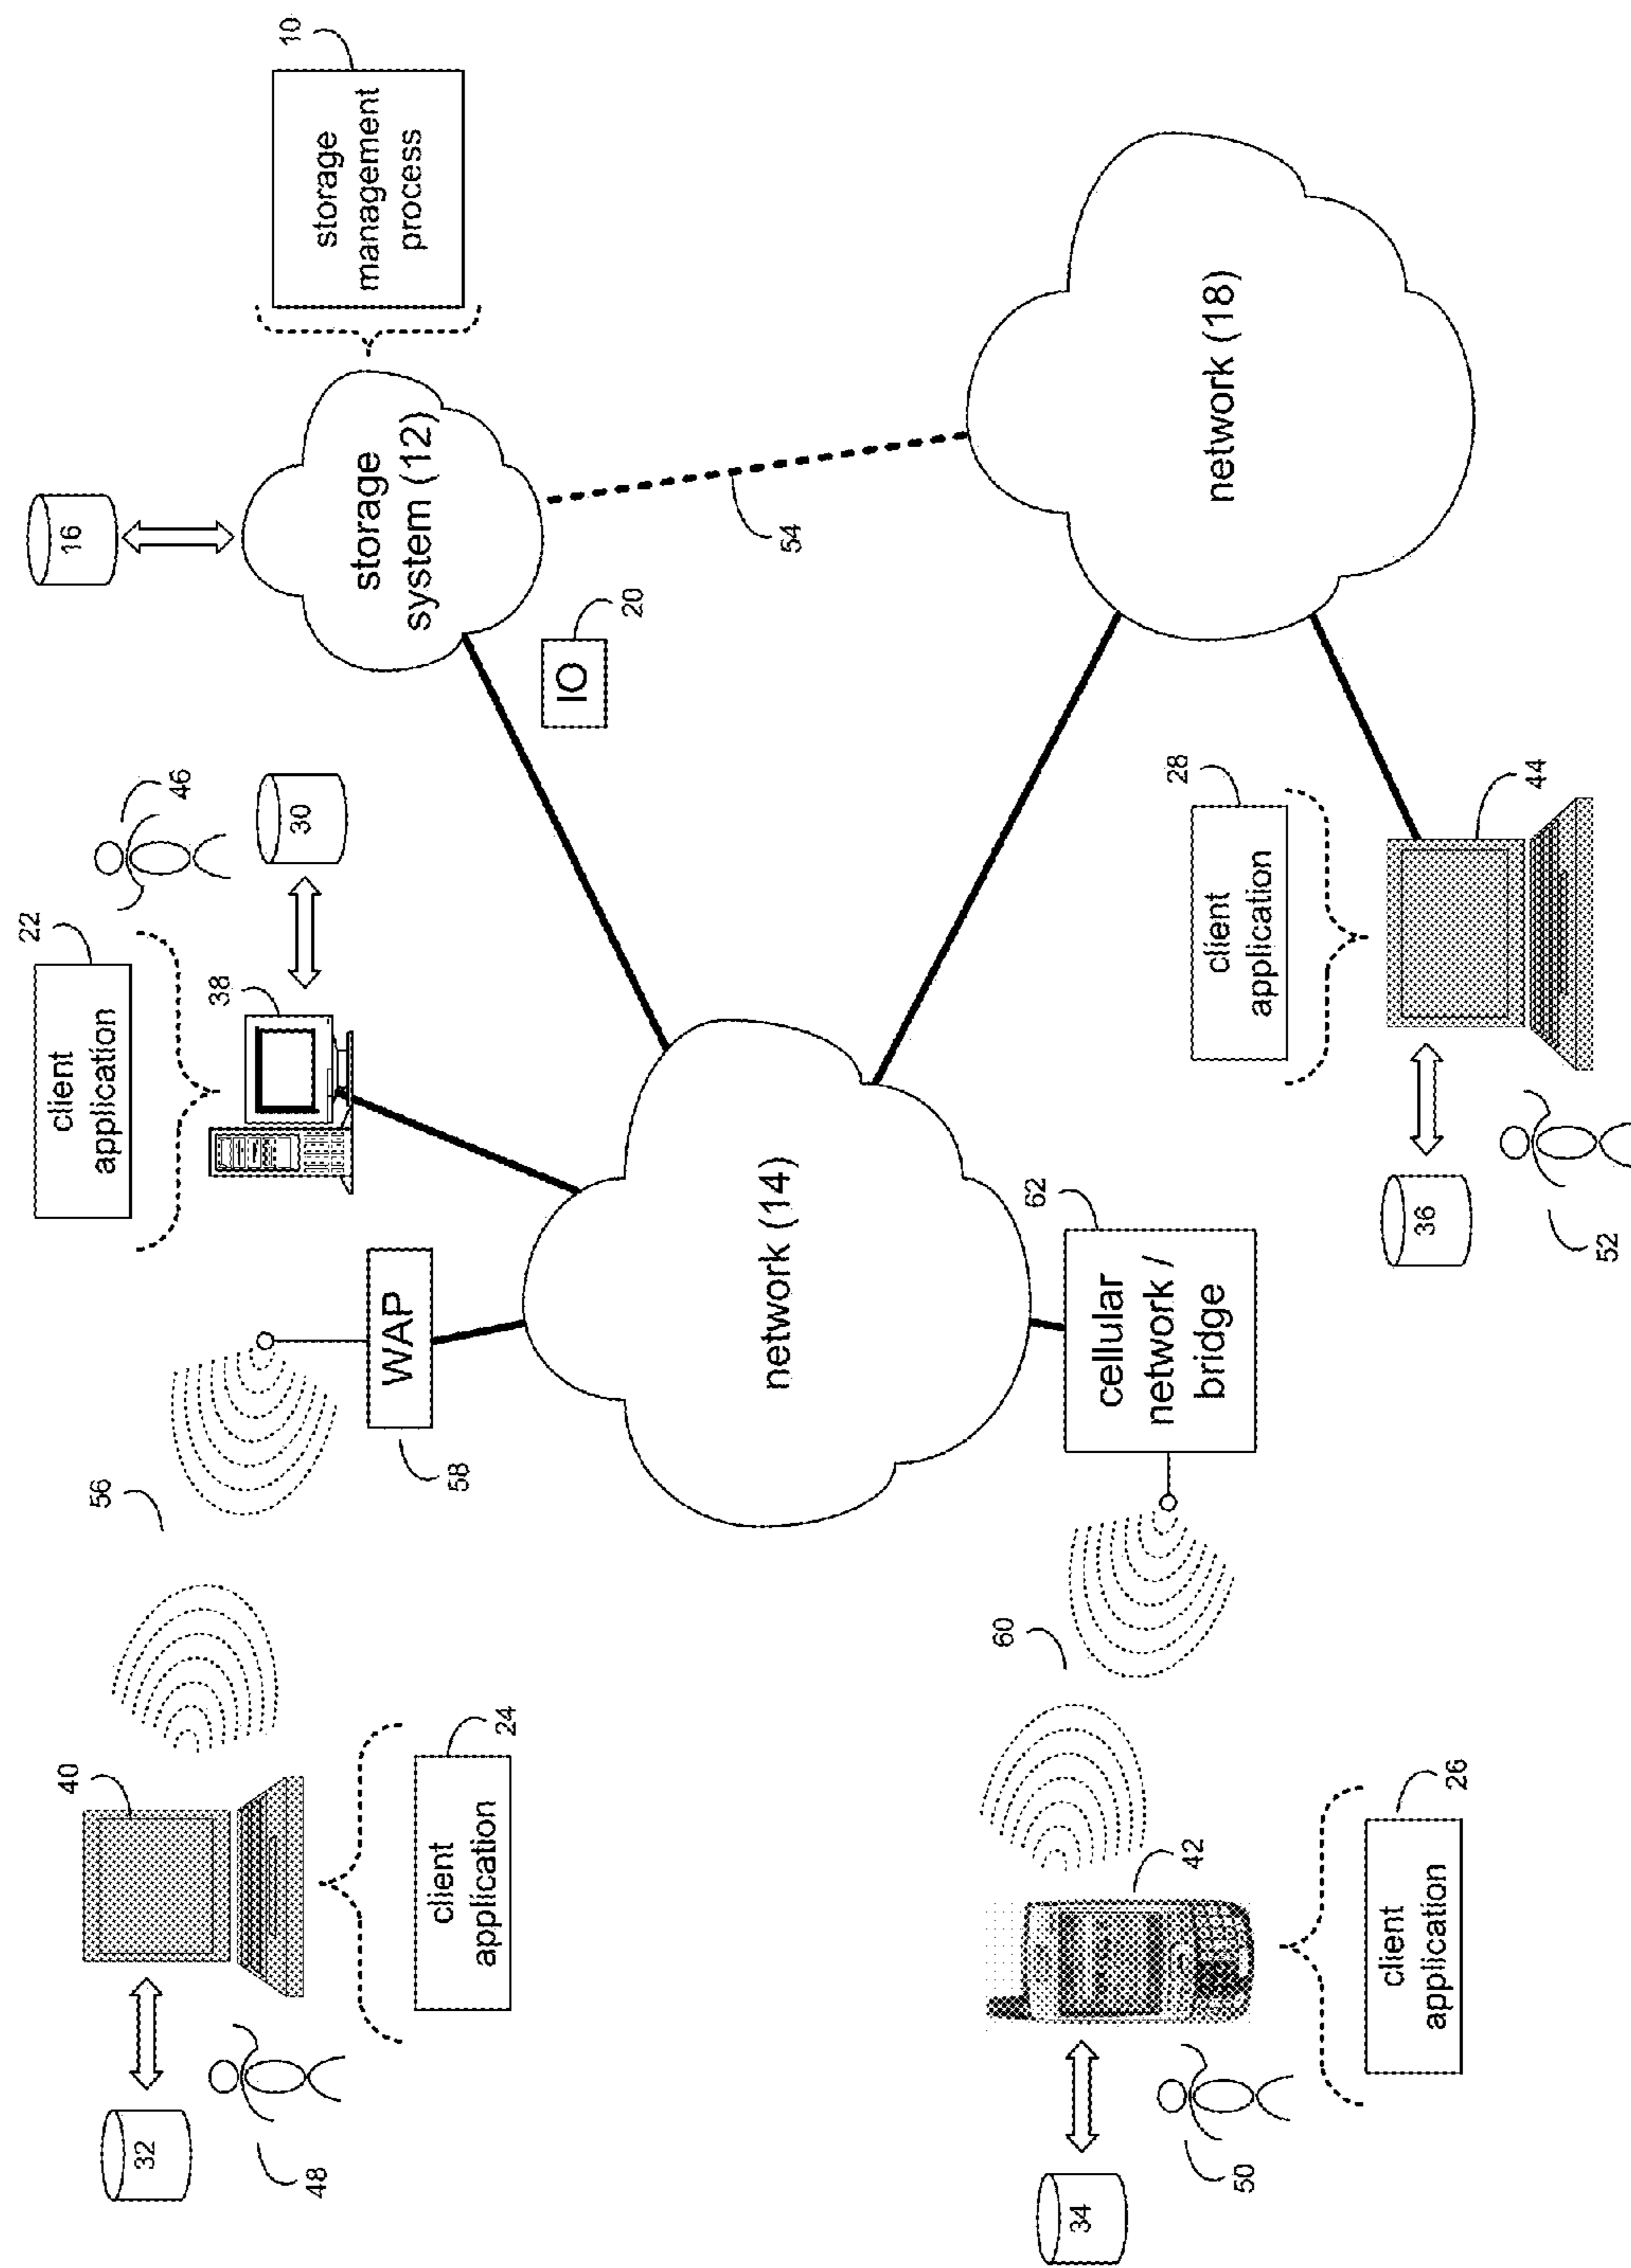 16
22
client
application
40
56
32
46
38
30
10
storage
management
process
48
storage
system (12)
WAP
58
client
application
24
IO
20
network (14)
54
60
62
34
cellular
network /
bridge
42
28
client
application
50
network (18)
client
application
26
36
44
52